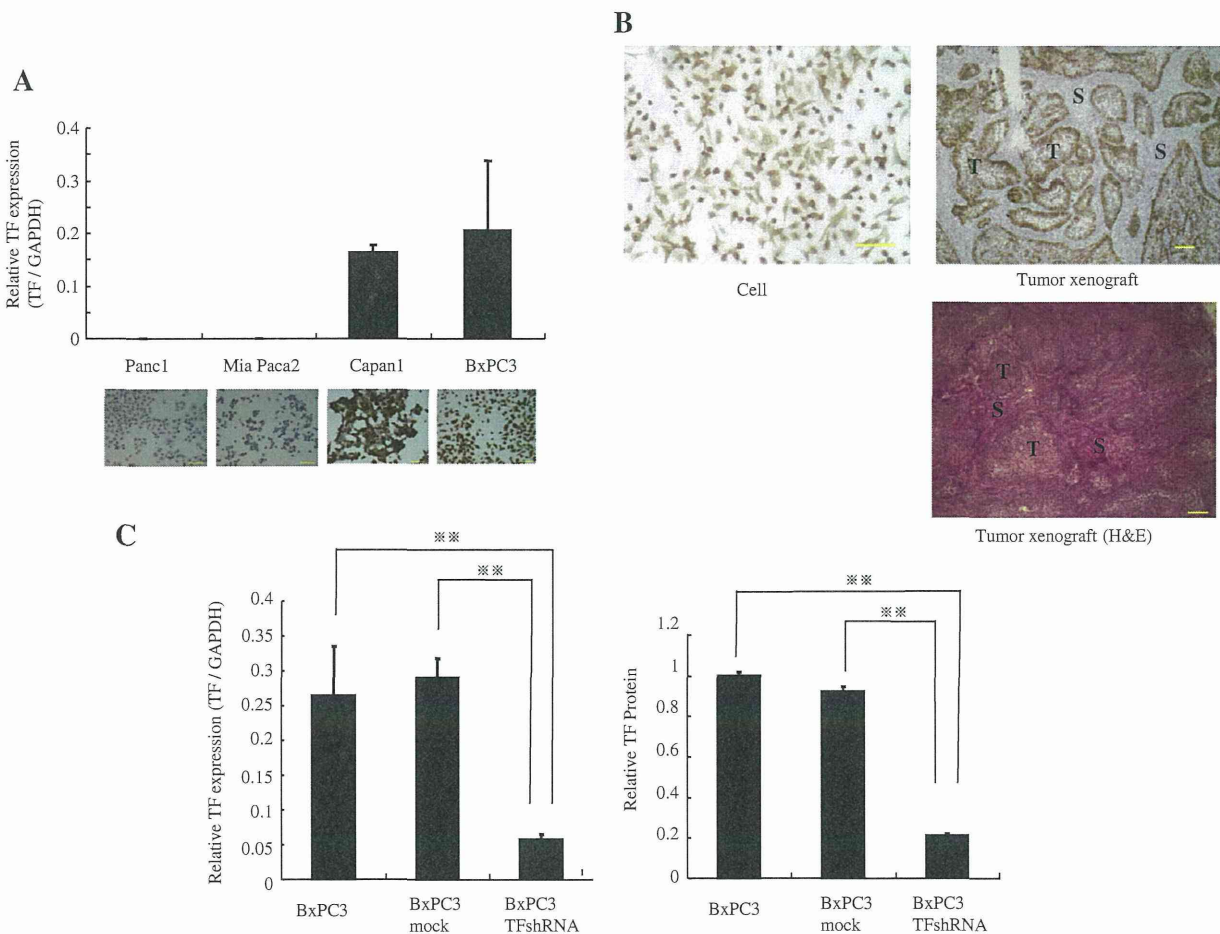 A
Relative TF expression
(TF / GAPDH)
0.4
0.3
0.2
0.1
0
Panc1
Mia Paca2
Capan1
BxPC3
B
Cell
T
T
S
S
Tumor xenograft
T
S
T
S
Tumor xenograft (H&E)
C
Relative TF expression (TF / GAPDH)
0.4
0.35
0.3
0.25
0.2
0.15
0.1
0.05
0
※※
※※
BxPC3
BxPC3
mock
BxPC3
TFshRNA
Relative TF Protein
1.2
1
0.8
0.6
0.4
0.2
0
※※
※※
BxPC3
BxPC3
mock
BxPC3
TFshRNA